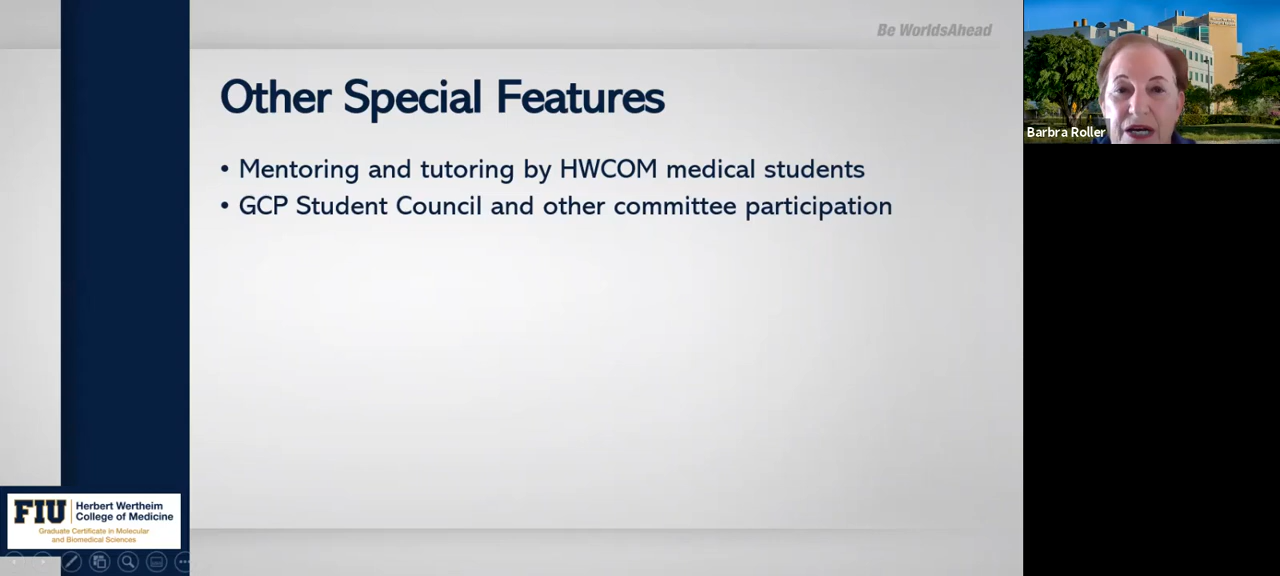 Be WorldsAhead
Other Special Features
• Mentoring and tutoring by HWCOM medical students
• GCP Student Council and other committee participation
Barbra Roller
FIU
Herbert Wertheim
College of Medicine
Graduate Certificate in Molecular
and Biomedical Sciences